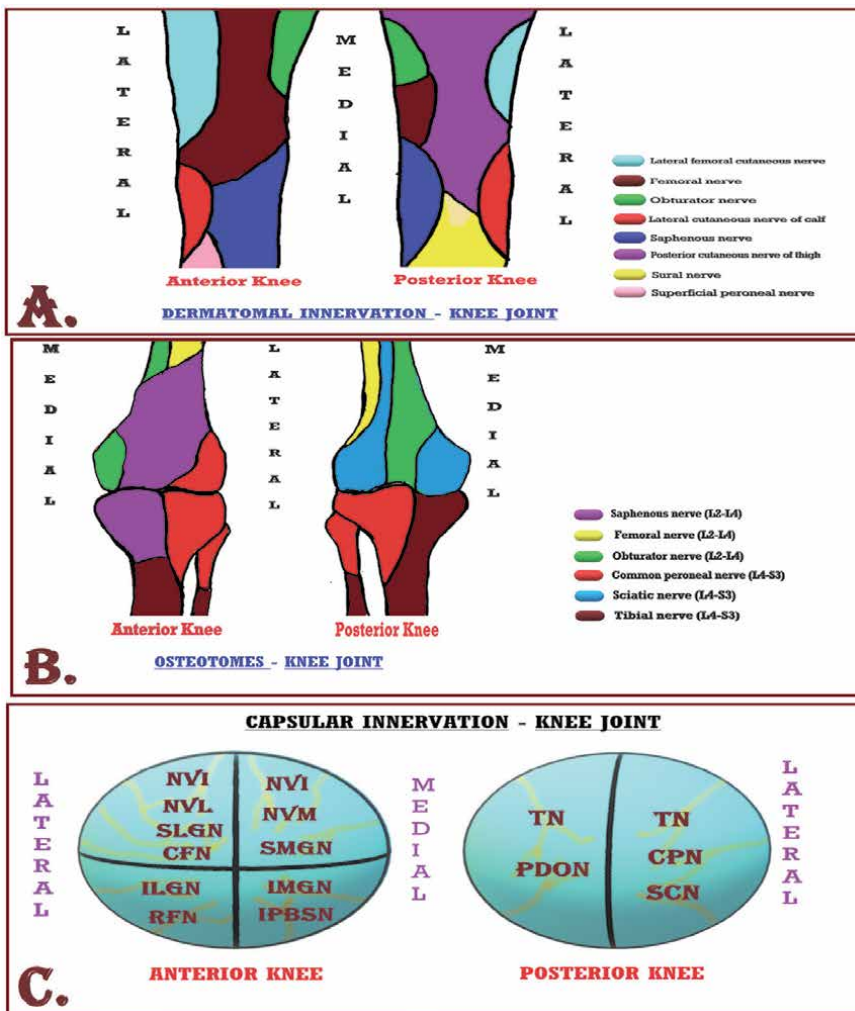 LATERAL
MEDIAL
LATERAL
Lateral femoral cutaneous nerve
Femoral nerve
Obturator nerve
Lateral cutaneous nerve of calf
Saphenous nerve
Posterior cutaneous nerve of thigh
Sural nerve
Superficial peroneal nerve
Anterior Knee
Posterior Knee
A.
DERMATOMAL INNERVATION - KNEE JOINT
MEDIAL
LATERAL
MEDIAL
Saphenous nerve (L2-L4)
Femoral nerve (L2-L4)
Obturator nerve (L2-L4)
Common peroneal nerve (L4-S3)
Sciatic nerve (L4-S3)
Tibial nerve (L4-S3)
Anterior Knee
Posterior Knee
OSTEOTOMES - KNEE JOINT
B.
CAPSULAR INNERVATION - KNEE JOINT
LATERAL
NVI
NVL
SLGN
CFN
NVI
NVM
SMGN
ILGN
RFN
IMGN
IPBSN
MEDIAL
TN
PDON
TN
CPN
SCN
LATERAL
ANTERIOR KNEE
POSTERIOR KNEE
C.